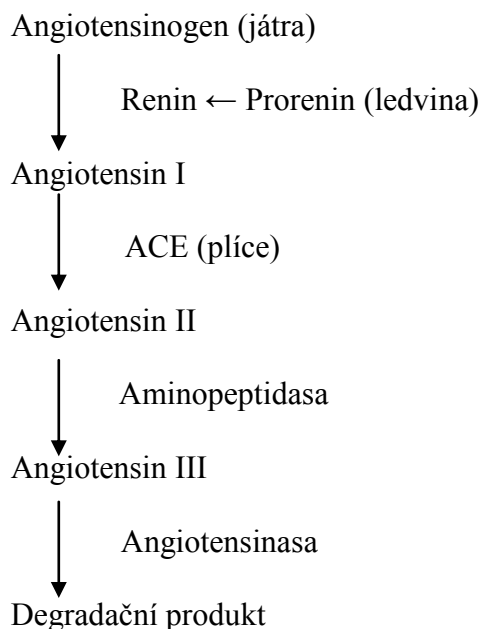 Angiotensinogen (játra)
Renin ← Prorenin (ledvina)
Angiotensin I
ACE (plíce)
Angiotensin II
Aminopeptidasa
Angiotensin III
Angiotensinasa
Degradační produkt